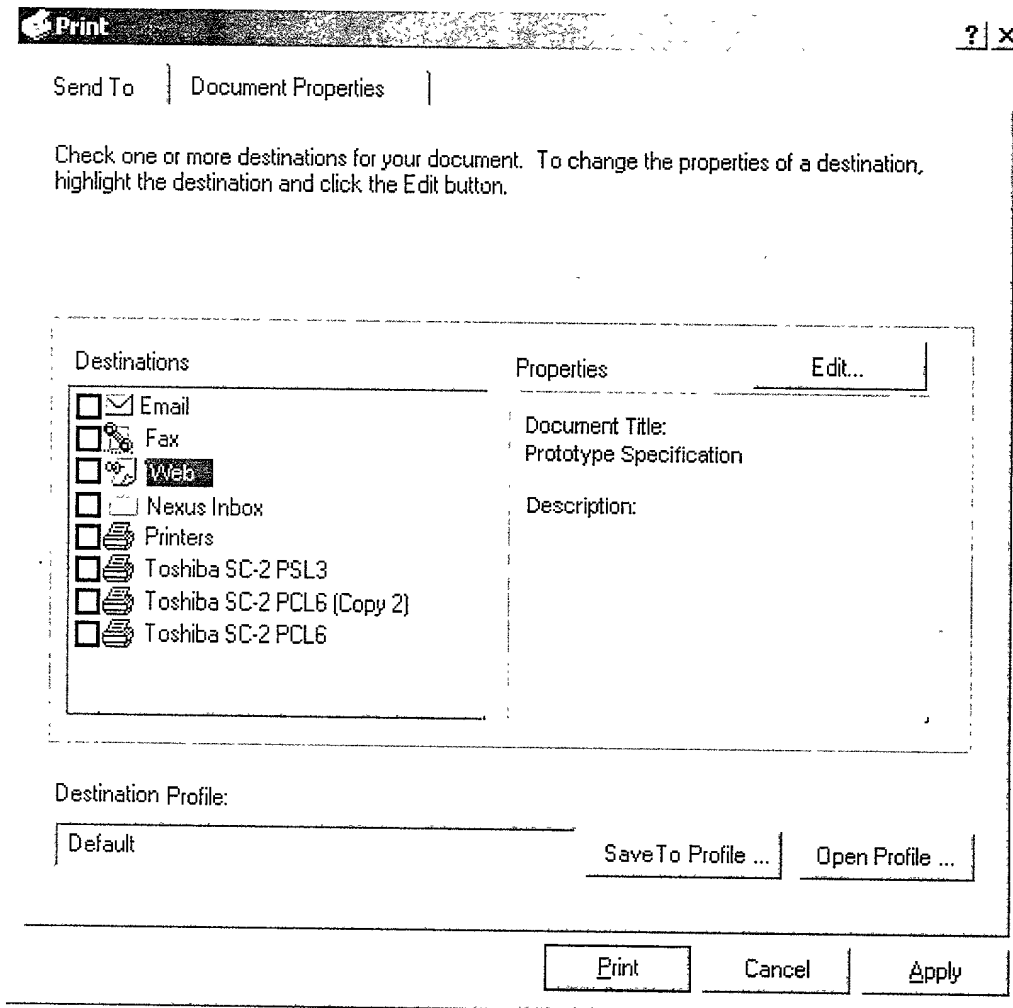 Print
? ×
Send To
Document Properties
Check one or more destinations for your document. To change the properties of a destination,
highlight the destination and click the Edit button.
Destinations
Properties
Edit...
Email
Fax
Web
Nexus Inbox
Printers
Toshiba SC-2 PSL3
Toshiba SC-2 PCL6 (Copy 2)
Toshiba SC-2 PCL6
Document Title:
Prototype Specification
Description:
Destination Profile:
Default
SaveTo Profile ...
Open Profile ...
Print
Cancel
Apply